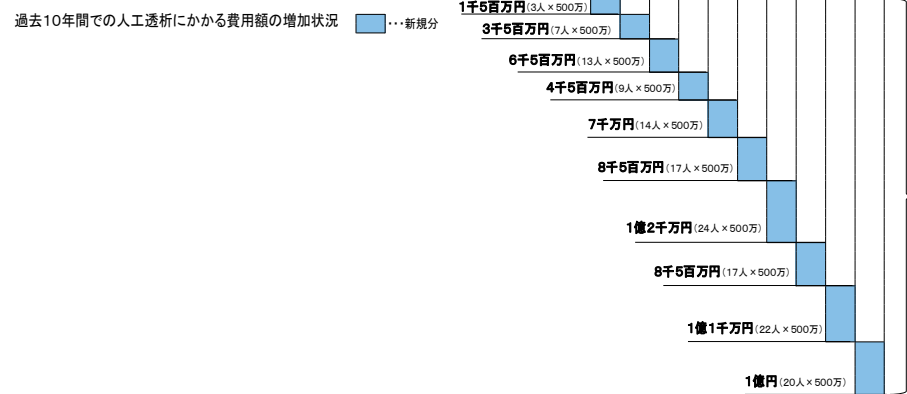 過去10年間での人工透析にかかる費用額の増加状況 …新規分
1千5百万円(3人×500万)
3千5百万円(7人×500万)
6千5百万円(13人×500万)
4千5百万円(9人×500万)
7千万円(14人×500万)
8千5百万円(17人×500万)
1億2千万円(24人×500万)
8千5百万円(17人×500万)
1億1千万円(22人×500万)
1億円(20人×500万)